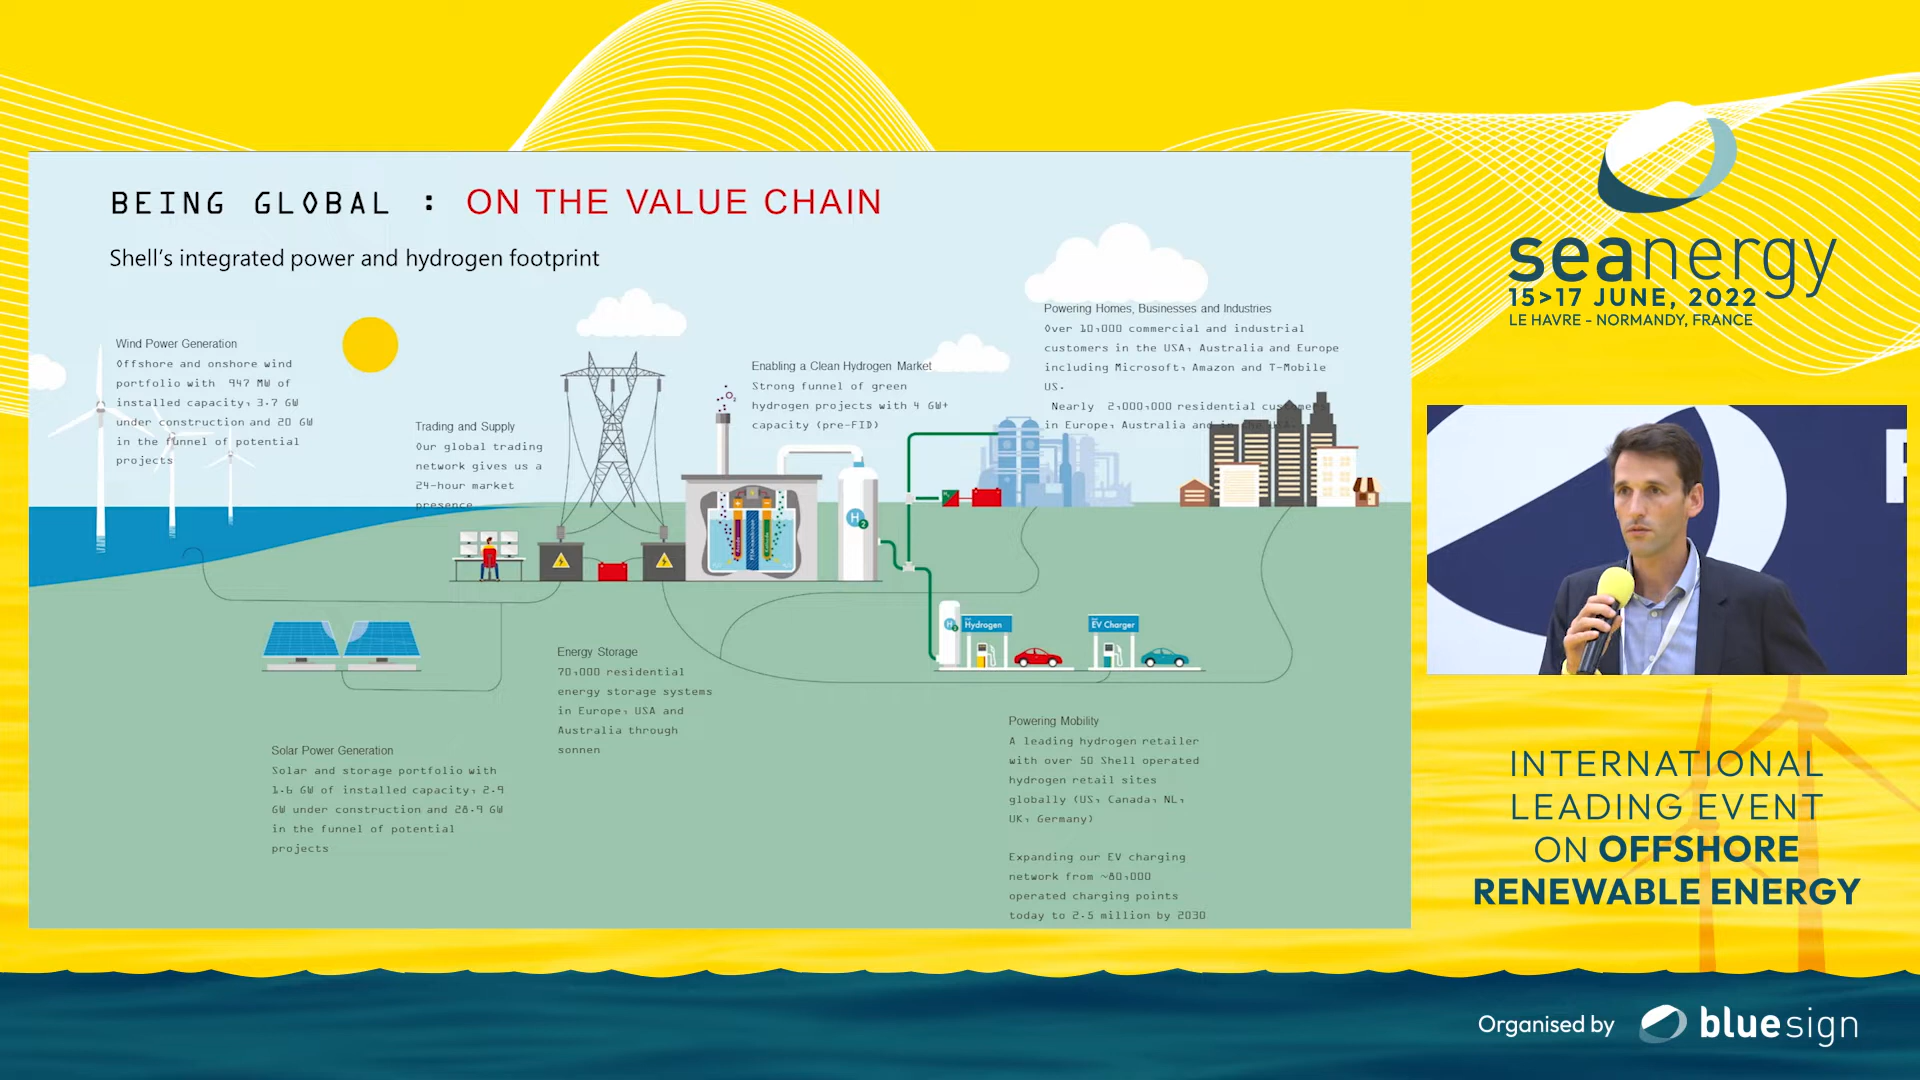 BEING GLOBAL : ON THE VALUE CHAIN
Shell's integrated power and hydrogen footprint
Wind Power Generation
Offshore and onshore wind
portfolio with 947 MW of
installed capacity, 3.7 GW
under construction and 20 GW
in the funnel of potential
projects
Trading and Supply
Our global trading
network gives us a
24-hour market
presence
Enabling a Clean Hydrogen Market
Strong funnel of green
hydrogen projects with 4 GW+
capacity (pre-FID)
Powering Homes, Businesses and Industries
Over 10,000 commercial and industrial
customers in the USA, Australia and Europe
including Microsoft, Amazon and T-Mobile
US.
Nearly 2,000,000 residential customers
in Europe, Australia and in the USA.
O2
H2
H2
Hydrogen
EV Charger
Energy Storage
70,000 residential
energy storage systems
in Europe, USA and
Australia through
sonnen
Solar Power Generation
Solar and storage portfolio with
1.6 GW of installed capacity, 2.9
GW under construction and 28.9 GW
in the funnel of potential
projects
Powering Mobility
A leading hydrogen retailer
with over 50 Shell operated
hydrogen retail sites
globally (US, Canada, NL,
UK, Germany)
Expanding our EV charging
network from ~80,000
operated charging points
today to 2.5 million by 2030
seanergy
15>17 JUNE, 2022
LE HAVRE - NORMANDY, FRANCE
INTERNATIONAL
LEADING EVENT
ON OFFSHORE
RENEWABLE ENERGY
Organised by bluesign